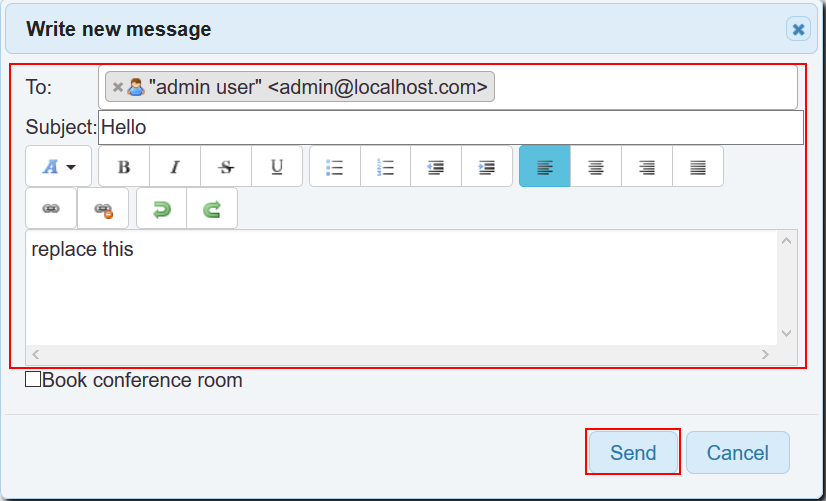 Write new message
To: "admin user" <admin@localhost.com>
Subject: Hello
A B I S U
replace this
Book conference room
Send Cancel